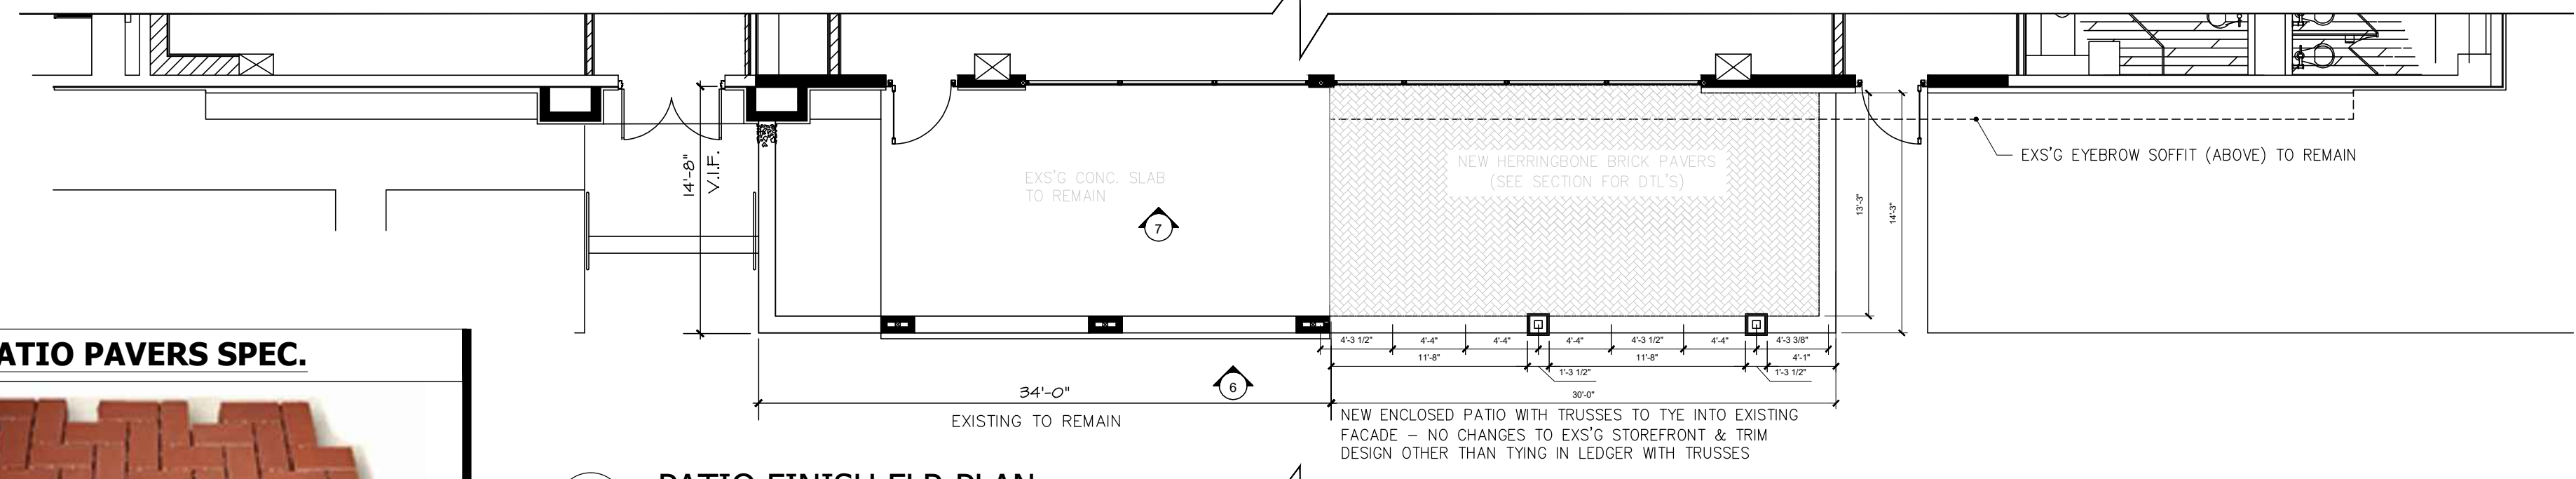 EXS'G EYEBROW SOFFIT (ABOVE) TO REMAIN
14'-8"
V.I.F.
EXS'G CONC. SLAB
TO REMAIN
NEW HERRINGBONE BRICK PAVERS
(SEE SECTION FOR DTL'S)
7
13'-3"
14'-3"
4'-3 1/2"
4'-4"
4'-4"
4'-4"
4'-3 1/2"
4'-4"
4'-3 3/8"
11'-8"
11'-8"
4'-1"
1'-3 1/2"
1'-3 1/2"
6
34'-0"
30'-0"
EXISTING TO REMAIN
NEW ENCLOSED PATIO WITH TRUSSES TO TYE INTO EXISTING
FACADE – NO CHANGES TO EXS'G STOREFRONT & TRIM
DESIGN OTHER THAN TYING IN LEDGER WITH TRUSSES
ATIO PAVERS SPEC.
PATIO FINISH FLR PLAN